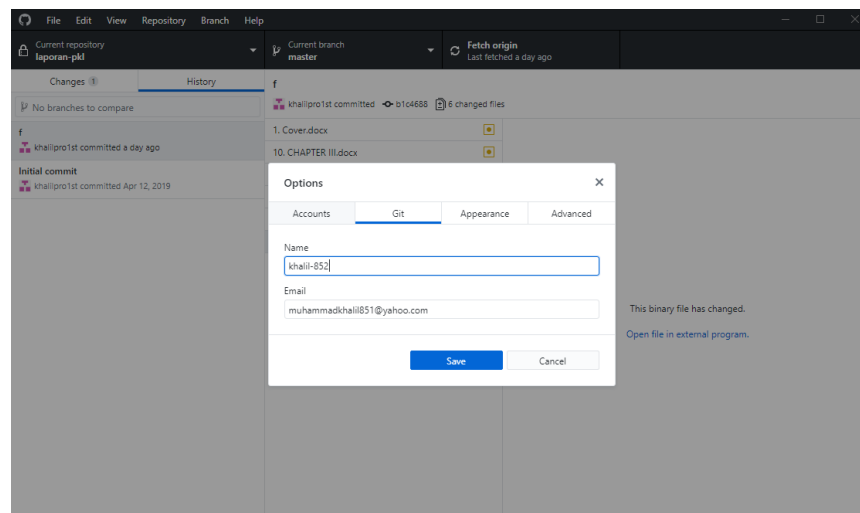 File Edit View Repository Branch Help
Current repository
laporan-pkl
Current branch
master
Fetch origin
Last fetched a day ago
Changes 1
History
No branches to compare
f
khalilpro1st committed a day ago
Initial commit
khalilpro1st committed Apr 12, 2019
f
khalilpro1st committed b1c4688 6 changed files
1. Cover.docx
10. CHAPTER III.docx
Options
Accounts Git Appearance Advanced
Name
khalil-852
Email
muhammadkhalil851@yahoo.com
Save Cancel
This binary file has changed.
Open file in external program.